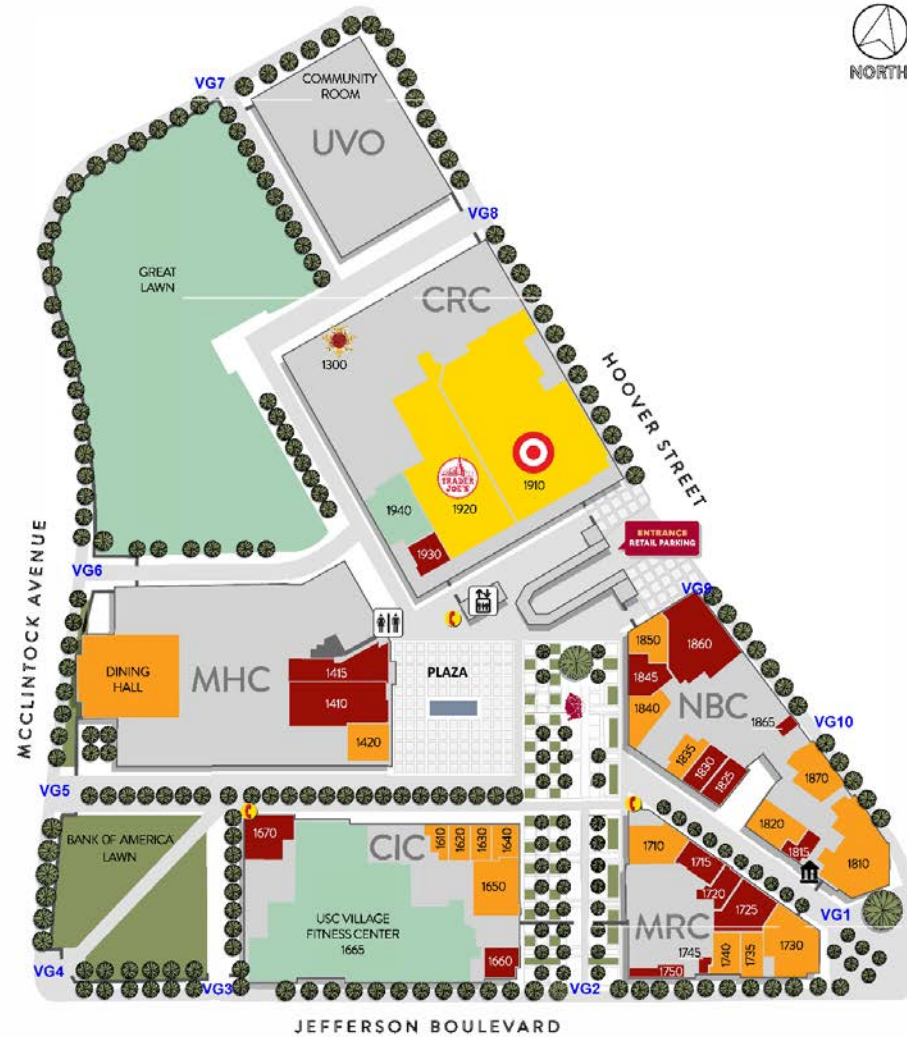 NORTH
VG7
COMMUNITY
ROOM
UVO
VG8
GREAT
LAWN
CRC
1300
HOOVER STREET
TRADER
JOE'S
1910
1920
1940
1930
ENTRANCE
RETAIL PARKING
MCCLINTOCK AVENUE
VG6
VG9
DINING
HALL
MHC
1415
1410
1420
PLAZA
1850
1860
1845
1840
NBC
1865
VG10
1835
1830
1825
1870
1820
1815
1810
VG5
BANK OF AMERICA
LAWN
1670
CIC
1610
1620
1630
1640
1650
USC VILLAGE
FITNESS CENTER
1665
1660
1710
1715
1720
1725
MRC
1745
1750
1740
1735
1730
VG1
VG4
VG3
VG2
JEFFERSON BOULEVARD